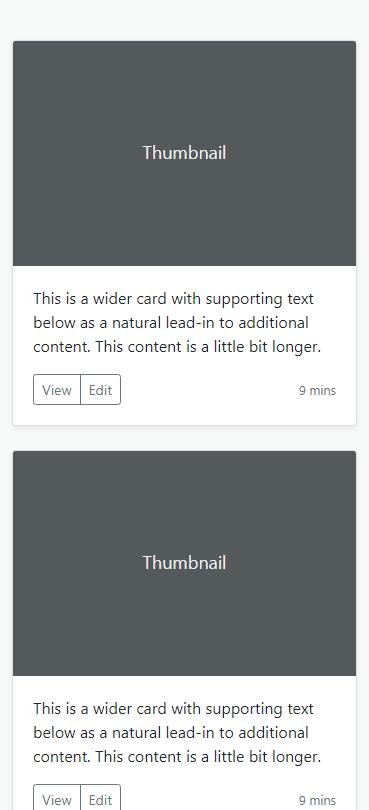 Thumbnail
This is a wider card with supporting text
below as a natural lead-in to additional
content. This content is a little bit longer.
View Edit 9 mins
Thumbnail
This is a wider card with supporting text
below as a natural lead-in to additional
content. This content is a little bit longer.
View Edit 9 mins